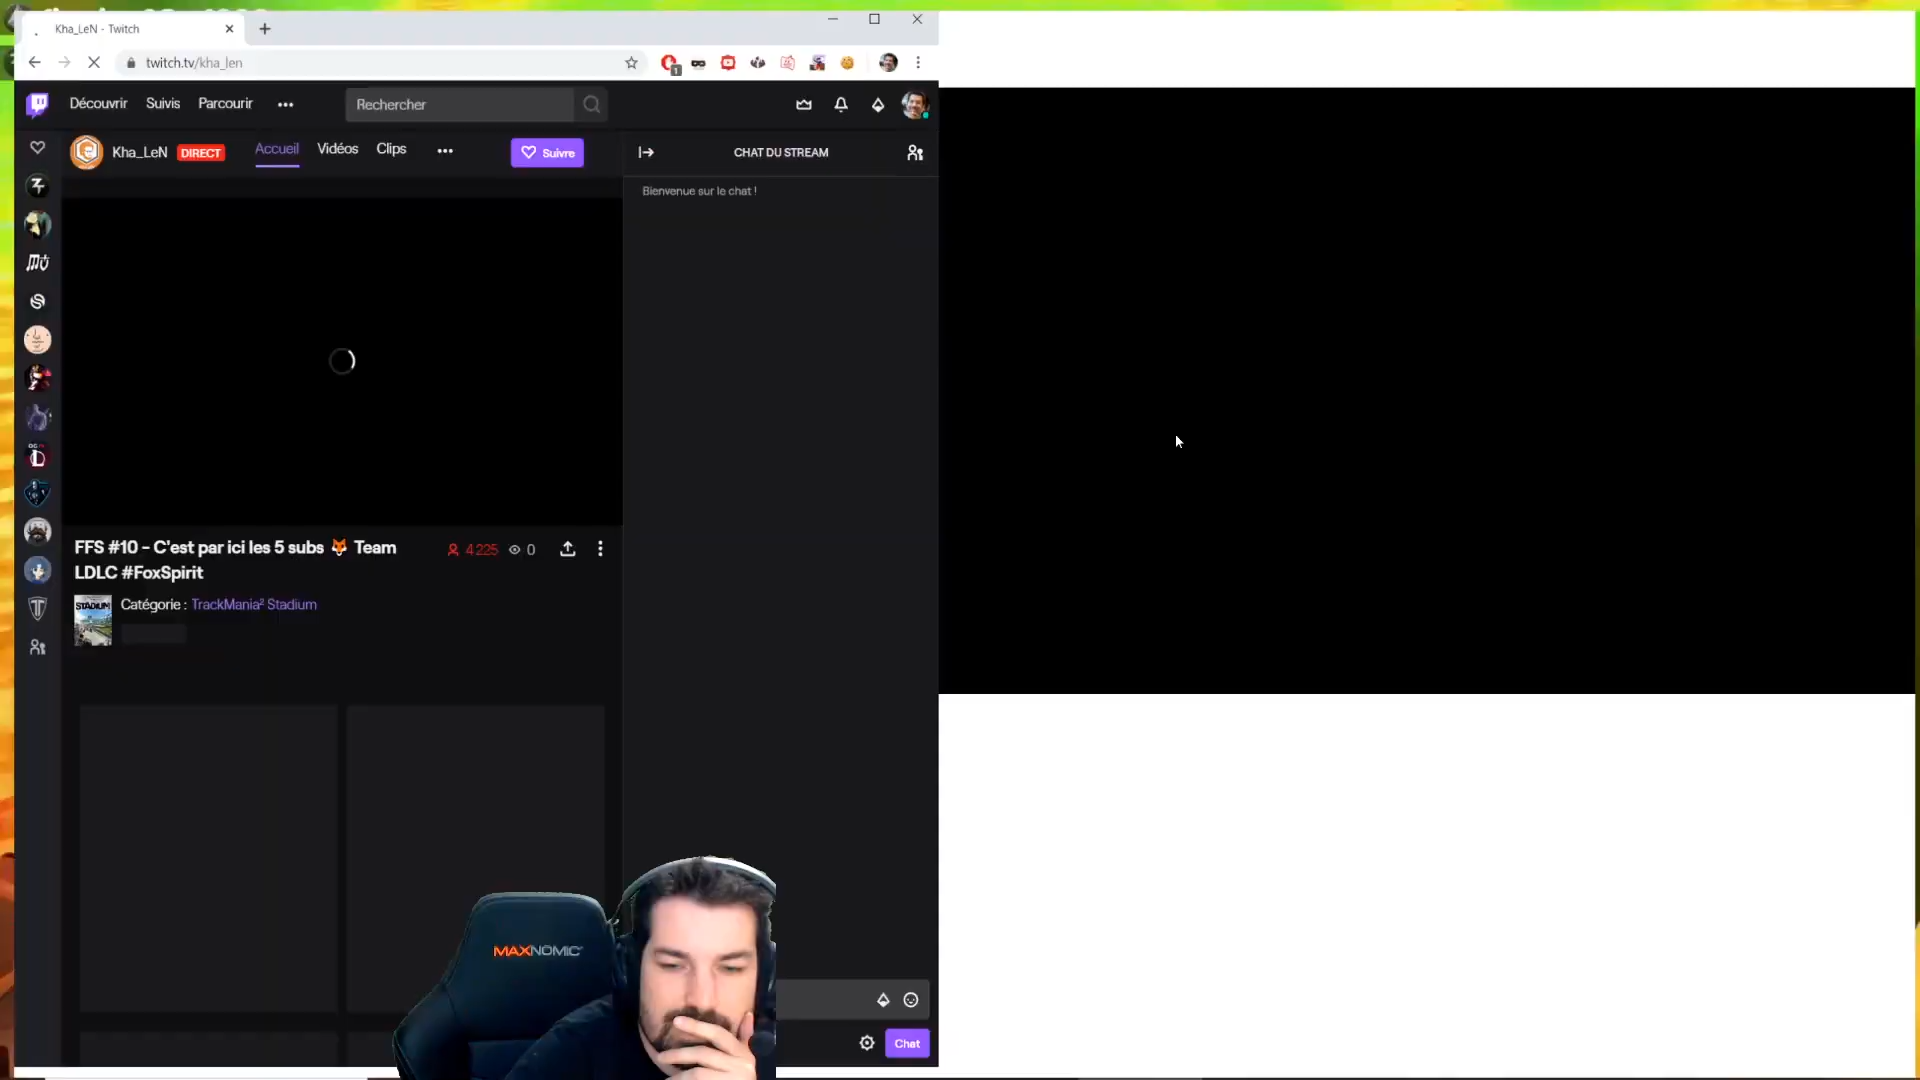 Kha_LeN - Twitch
twitch.tv/kha_len
1
Découvrir
Suivis
Parcourir
Rechercher
Kha_LeN
DIRECT
Accueil
Vidéos
Clips
Suivre
CHAT DU STREAM
Bienvenue sur le chat !
FFS #10 - C'est par ici les 5 subs 🦊 Team
LDLC #FoxSpirit
4 225
0
STADIUM
Catégorie : TrackMania² Stadium
MAXNOMIC
Chat